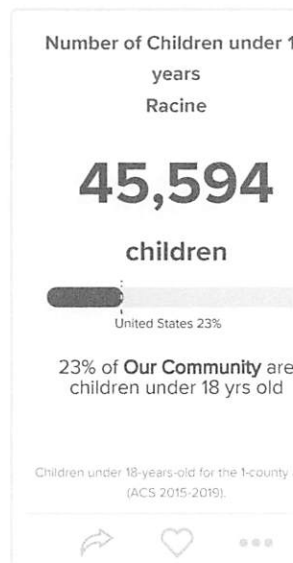 Number of Children under 1
years
Racine
45,594
children
United States 23%
23% of Our Community are
children under 18 yrs old
Children under 18-years-old for the 1-county
(ACS 2015-2019).